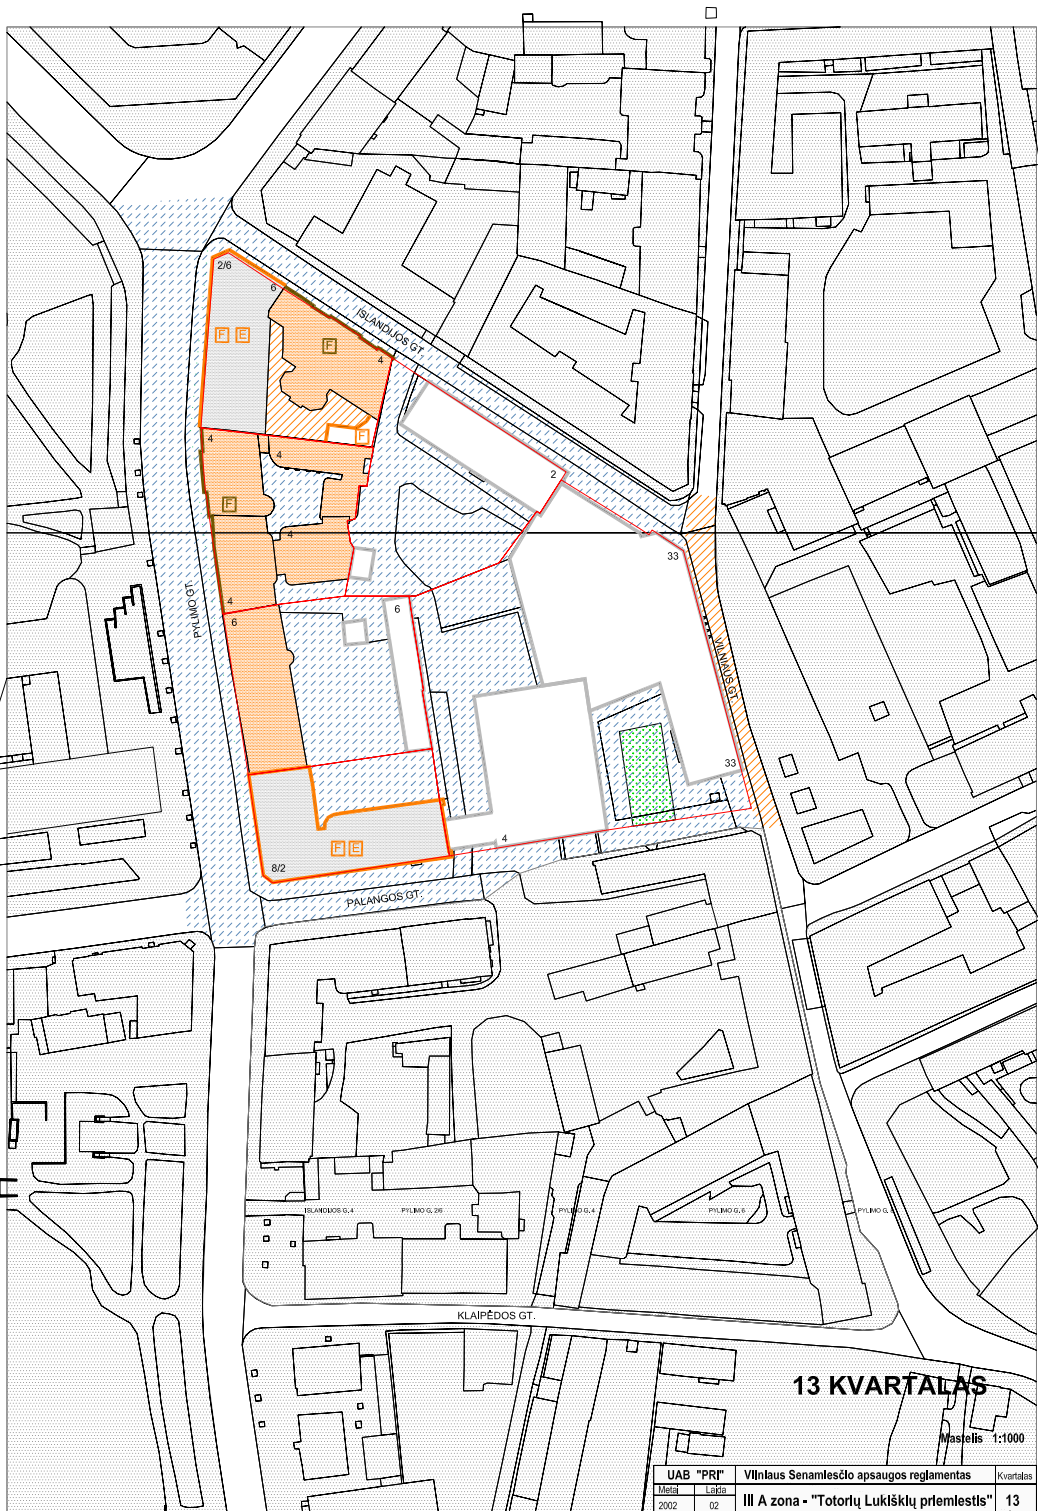 2/6
6
ISLANDIJOS GT.
F E
F
4
F
4
4
2
F
4
33
PYLIMO GT.
4
6
6
VILNIAUS GT.
33
4
F E
8/2
PALANGOS GT.
ISLANDIJOS G. 4 PYLIMO G. 2/6 PYLIMO G. 4 PYLIMO G. 6 PYLIMO G.
KLAIPĖDOS GT.
13 KVARTALAS
Mastelis 1:1000
UAB "PRI" Vilniaus Senamiesčio apsaugos reglamentas Kvartalas
Metai Laida
2002 02 III A zona - "Totorių Lukiškių priemiestis" 13